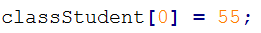 classStudent[0] = 55;